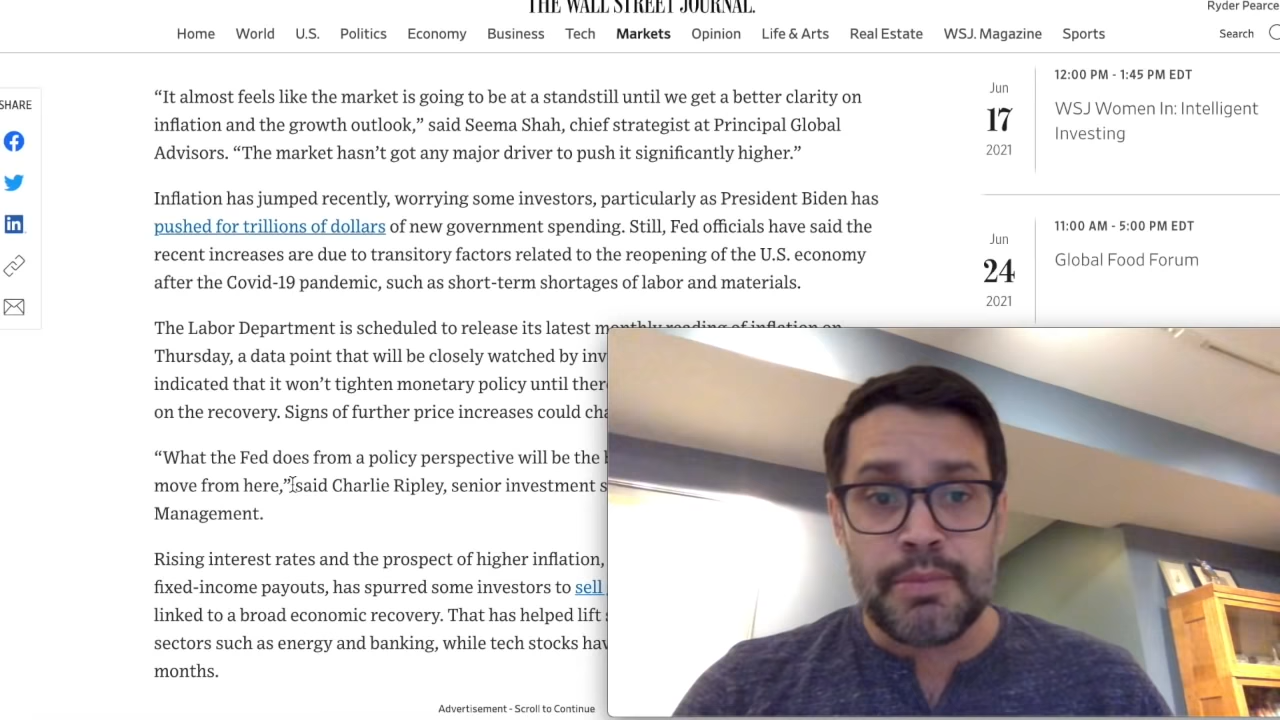 THE WALL STREET JOURNAL.
Ryder Pearce
Home World U.S. Politics Economy Business Tech Markets Opinion Life & Arts Real Estate WSJ. Magazine Sports
Search
SHARE
“It almost feels like the market is going to be at a standstill until we get a better clarity on
inflation and the growth outlook,” said Seema Shah, chief strategist at Principal Global
Advisors. “The market hasn’t got any major driver to push it significantly higher.”
Inflation has jumped recently, worrying some investors, particularly as President Biden has
pushed for trillions of dollars of new government spending. Still, Fed officials have said the
recent increases are due to transitory factors related to the reopening of the U.S. economy
after the Covid-19 pandemic, such as short-term shortages of labor and materials.
The Labor Department is scheduled to release its latest monthly reading of inflation on
Thursday, a data point that will be closely watched by
indicated that it won’t tighten monetary policy until
on the recovery. Signs of further price increases could
“What the Fed does from a policy perspective will be the
move from here,” said Charlie Ripley, senior investment
Management.
Rising interest rates and the prospect of higher inflation,
fixed-income payouts, has spurred some investors to sell
linked to a broad economic recovery. That has helped lift
sectors such as energy and banking, while tech stocks
months.
Advertisement - Scroll to Continue
Jun
17
2021
12:00 PM - 1:45 PM EDT
WSJ Women In: Intelligent
Investing
Jun
24
2021
11:00 AM - 5:00 PM EDT
Global Food Forum